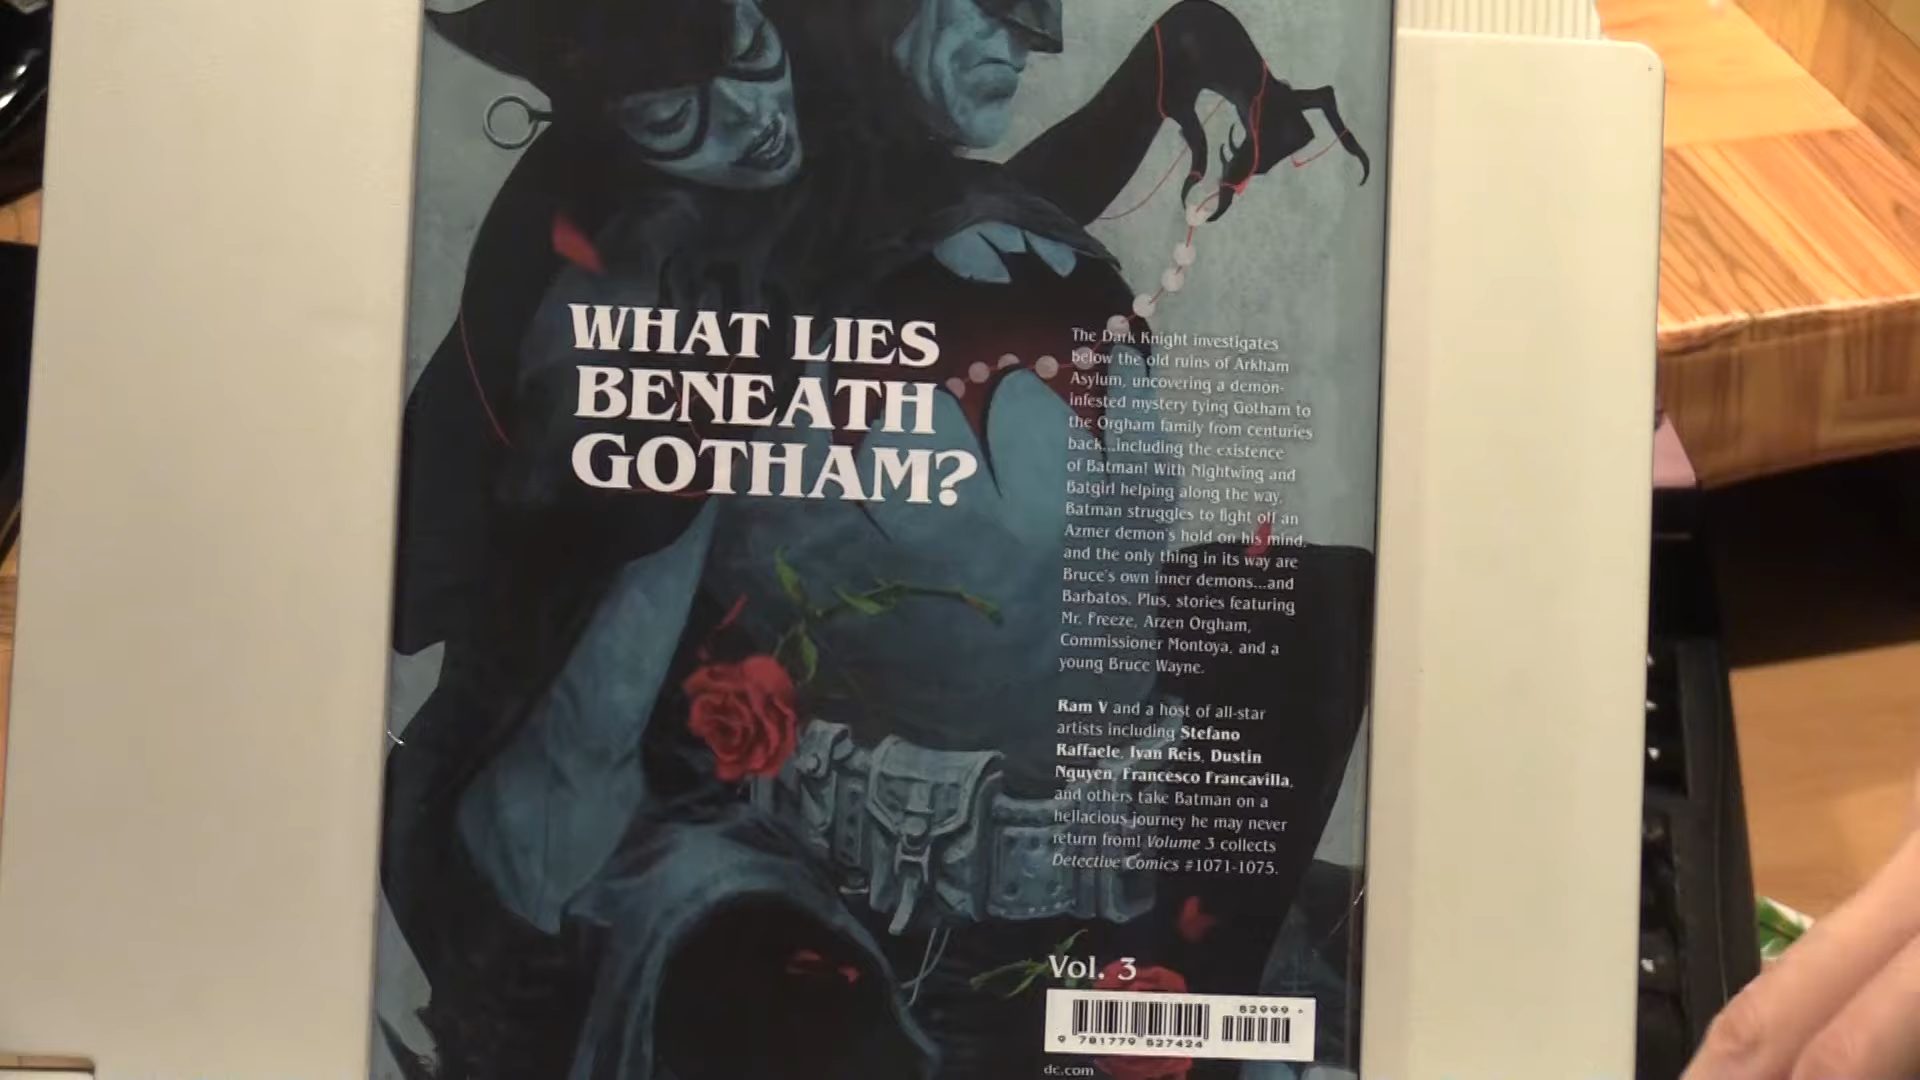 WHAT LIES
BENEATH
GOTHAM?
The Dark Knight investigates
below the old ruins of Arkham
Asylum, uncovering a demon-
infested mystery tying Gotham to
the Orgham family from centuries
back...including the existence
of Batman! With Nightwing and
Batgirl helping along the way,
Batman struggles to fight off an
Azmer demon's hold on his mind,
and the only thing in its way are
Bruce's own inner demons...and
Barbatos. Plus, stories featuring
Mr. Freeze, Arzen Orgham,
Commissioner Montoya, and a
young Bruce Wayne.
Ram V and a host of all-star
artists including Stefano
Raffaele, Ivan Reis, Dustin
Nguyen, Francesco Francavilla,
and others take Batman on a
hellacious journey he may never
return from! Volume 3 collects
Detective Comics #1071-1075.
Vol. 3
52999
9 781779 527424
dc.com